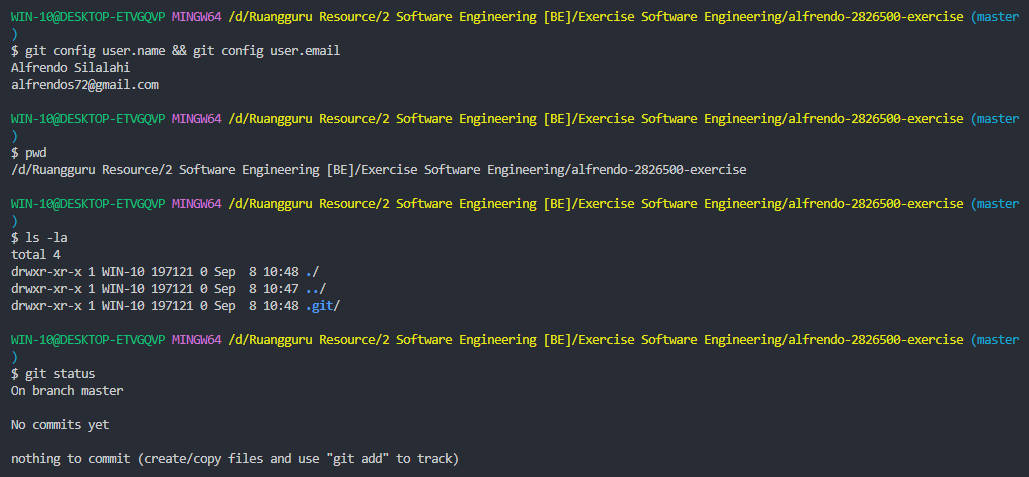 WIN-10@DESKTOP-ETVGQVP MINGW64 /d/Ruangguru Resource/2 Software Engineering [BE]/Exercise Software Engineering/alfrendo-2826500-exercise (master
)
$ git config user.name && git config user.email
Alfrendo Silalahi
alfrendos72@gmail.com
WIN-10@DESKTOP-ETVGQVP MINGW64 /d/Ruangguru Resource/2 Software Engineering [BE]/Exercise Software Engineering/alfrendo-2826500-exercise (master
)
$ pwd
/d/Ruangguru Resource/2 Software Engineering [BE]/Exercise Software Engineering/alfrendo-2826500-exercise
WIN-10@DESKTOP-ETVGQVP MINGW64 /d/Ruangguru Resource/2 Software Engineering [BE]/Exercise Software Engineering/alfrendo-2826500-exercise (master
)
$ ls -la
total 4
drwxr-xr-x 1 WIN-10 197121 0 Sep  8 10:48 ./
drwxr-xr-x 1 WIN-10 197121 0 Sep  8 10:47 ../
drwxr-xr-x 1 WIN-10 197121 0 Sep  8 10:48 .git/
WIN-10@DESKTOP-ETVGQVP MINGW64 /d/Ruangguru Resource/2 Software Engineering [BE]/Exercise Software Engineering/alfrendo-2826500-exercise (master
)
$ git status
On branch master
No commits yet
nothing to commit (create/copy files and use "git add" to track)